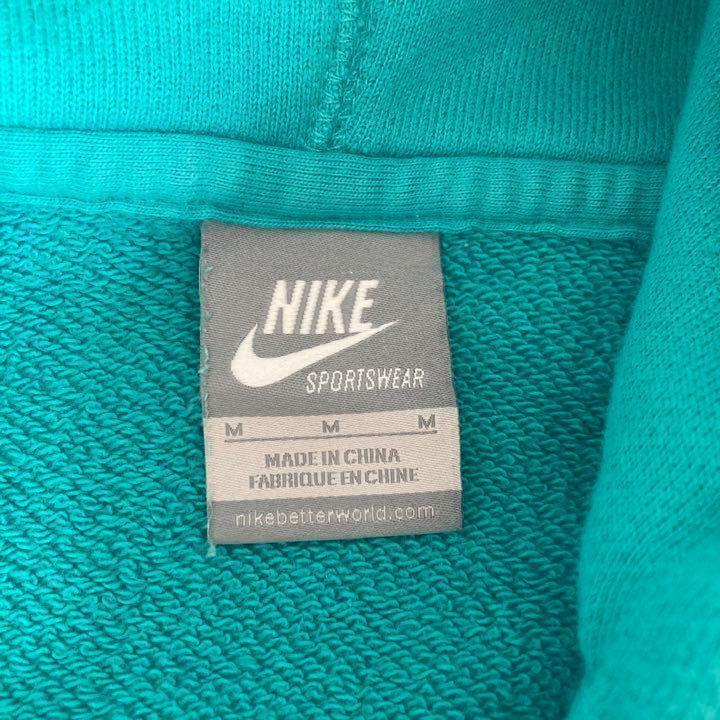 NIKE
SPORTSWEAR
M M M
MADE IN CHINA
FABRIQUE EN CHINE
nikebetterworld.com